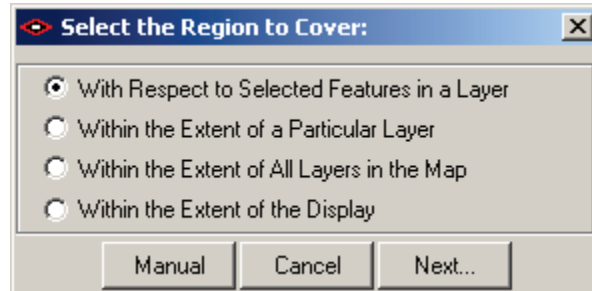 Select the Region to Cover:
With Respect to Selected Features in a Layer
Within the Extent of a Particular Layer
Within the Extent of All Layers in the Map
Within the Extent of the Display
Manual Cancel Next...